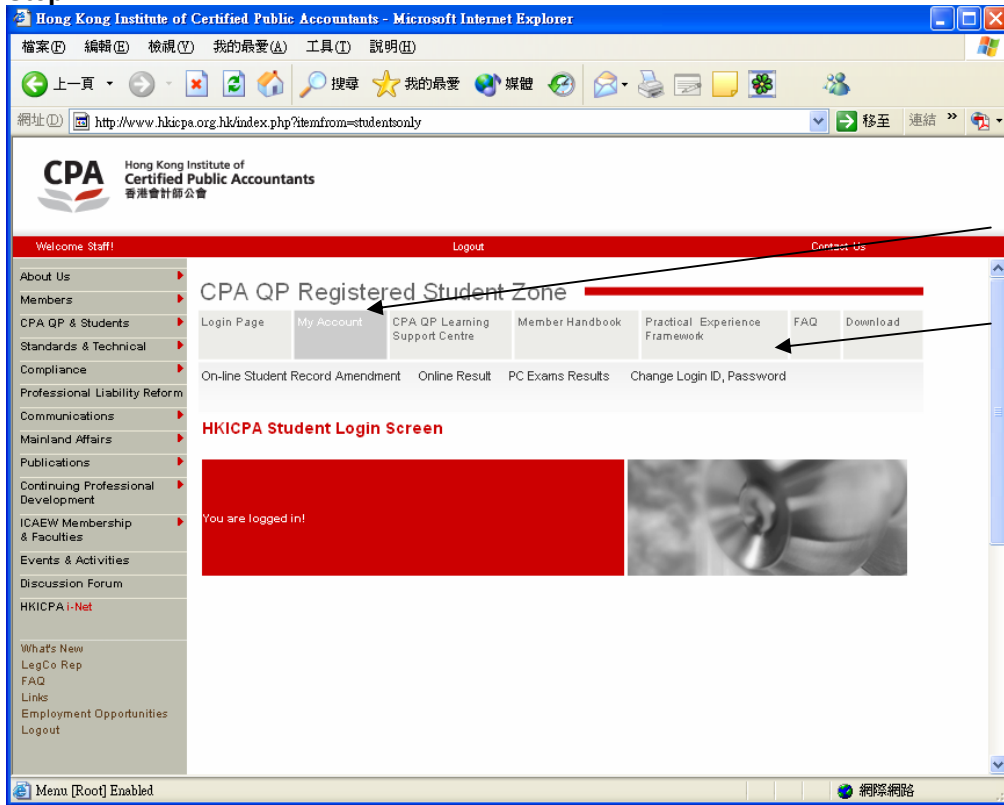 Hong Kong Institute of Certified Public Accountants - Microsoft Internet Explorer
檔案(F) 編輯(E) 檢視(V) 我的最愛(A) 工具(T) 說明(H)
上一頁 搜尋 我的最愛 媒體
網址(D) http://www.hkicpa.org.hk/index.php?itemfrom=studentsonly 移至 連結 »
CPA
Hong Kong Institute of
Certified Public Accountants
香港會計師公會
Welcome Staff! Logout Contact Us
About Us
Members
CPA QP & Students
Standards & Technical
Compliance
Professional Liability Reform
Communications
Mainland Affairs
Publications
Continuing Professional
Development
ICAEW Membership
& Faculties
Events & Activities
Discussion Forum
HKICPA i-Net
What's New
LegCo Rep
FAQ
Links
Employment Opportunities
Logout
CPA QP Registered Student Zone
Login Page My Account CPA QP Learning Member Handbook Practical Experience FAQ Download
Support Centre Framework
On-line Student Record Amendment Online Result PC Exams Results Change Login ID, Password
HKICPA Student Login Screen
You are logged in!
Menu [Root] Enabled 網際網路